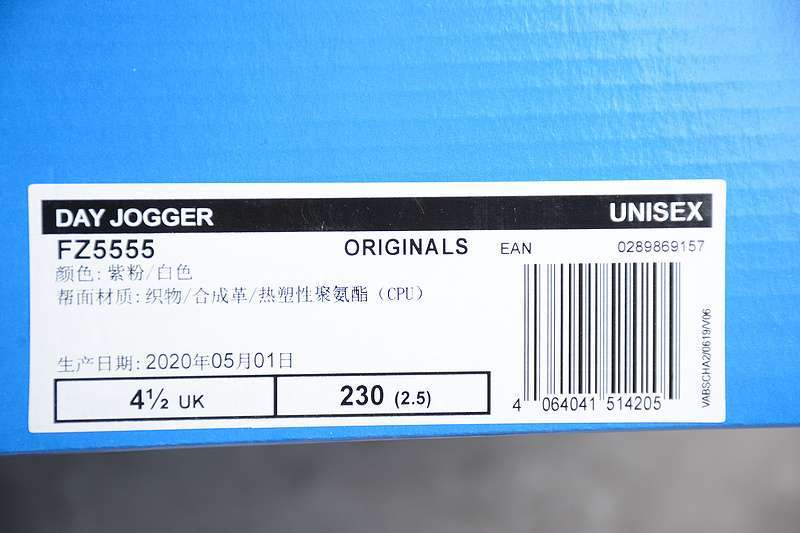 DAY JOGGER UNISEX
FZ5555 ORIGINALS EAN 0289869157
颜色: 紫粉/白色
帮面材质: 织物/合成革/热塑性聚氨酯（CPU）
生产日期: 2020年05月01日
4½ UK 230 (2.5)
4 064041 514205
VABSCHA2/0619/V06